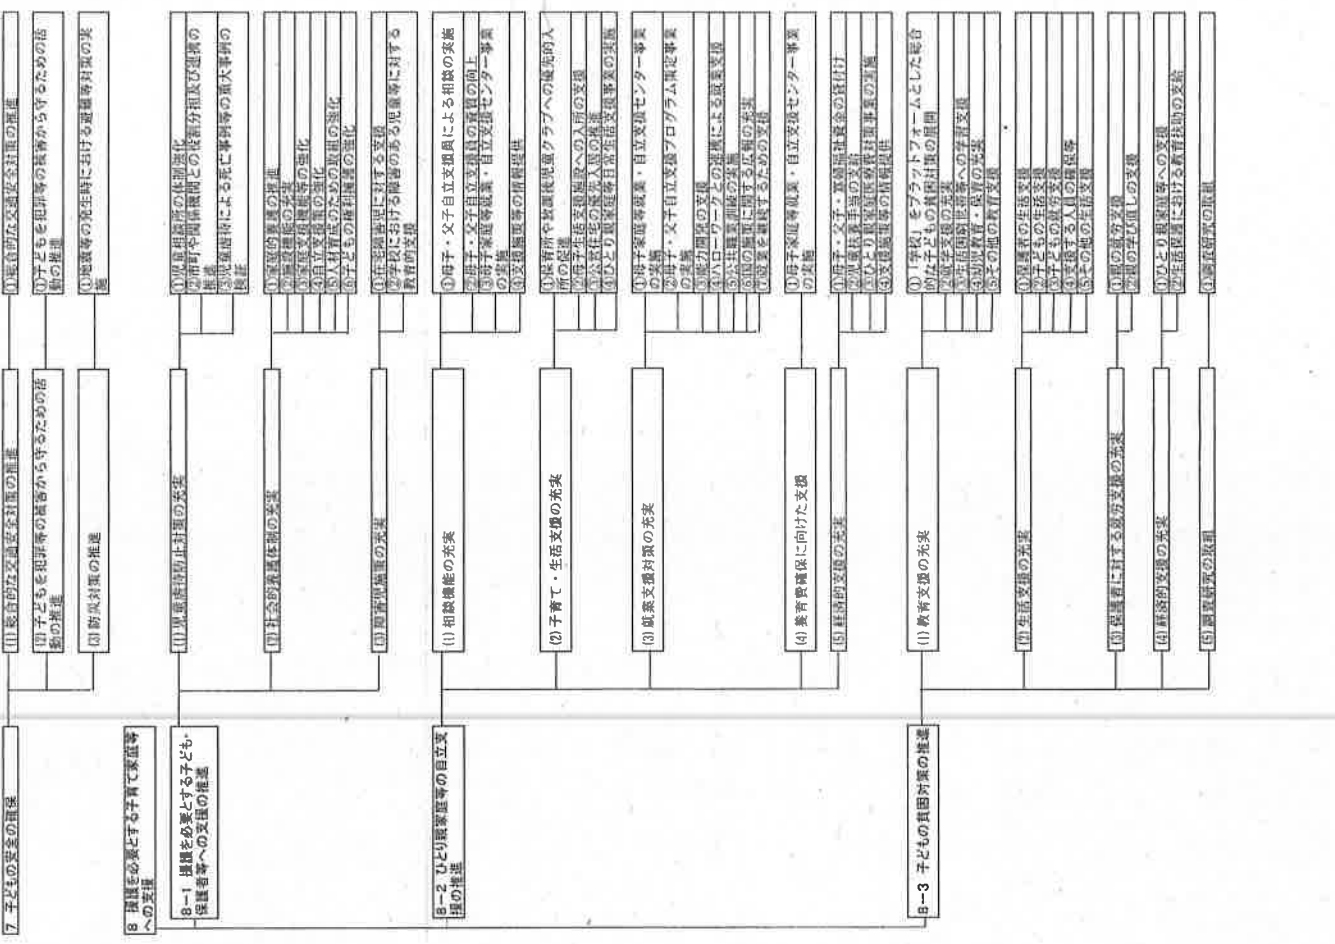 7 子どもの安全の確保
(1) 総合的な交通安全対策の推進
①総合的な交通安全対策の推進
(2) 子どもを犯罪等の被害から守るための活
動の推進
①子どもを犯罪等の被害から守るための活
動の推進
(3) 防災対策の推進
①地震等の発生時における避難等対策の実
施
8 援護を必要とする子育て家庭等
への支援
8-1 援護を必要とする子ども・
保護者等への支援の推進
(1) 児童虐待防止対策の充実
①児童相談所の体制強化
②市町や関係機関との役割分担及び連携の
推進
③児童虐待による死亡事例等の重大事例の
検証
(2) 社会的養護体制の充実
①家庭的養護の推進
②施設機能の充実
③家庭支援機能等の強化
④自立支援策の強化
⑤人材育成のための取組の強化
⑥子どもの権利擁護の強化
(3) 障害児施策の充実
①在宅障害児に対する支援
②学校における障害のある児童等に対する
教育的支援
8-2 ひとり親家庭等の自立支
援の推進
(1) 相談機能の充実
①母子・父子自立支援員による相談の実施
②母子・父子自立支援員の資質の向上
③母子家庭等就業・自立支援センター事業
の実施
④支援施策等の情報提供
(2) 子育て・生活支援の充実
①保育所や放課後児童クラブへの優先的入
所の促進
②母子生活支援施設への入所の支援
③公営住宅の優先入居の推進
④ひとり親家庭等日常生活支援事業の実施
(3) 就業支援対策の充実
①母子家庭等就業・自立支援センター事業
の実施
②母子・父子自立支援プログラム策定事業
の実施
③能力開発の支援
④ハローワークとの連携による就業支援
⑤公共職業訓練の実施
⑥国の施策に関する広報の充実
⑦就業を継続するための支援
(4) 養育費確保に向けた支援
①母子家庭等就業・自立支援センター事業
の実施
(5) 経済的支援の充実
①母子・父子・寡婦福祉資金の貸付け
②児童扶養手当の支給
③ひとり親家庭医療費対策事業の実施
④支援施策等の情報提供
8-3 子どもの貧困対策の推進
(1) 教育支援の充実
①「学校」をプラットフォームとした総合
的な子どもの貧困対策の展開
②就学支援の充実
③生活困窮世帯等への学習支援
④幼児教育・保育の充実
⑤その他の教育支援
(2) 生活支援の充実
①保護者の生活支援
②子どもの生活支援
③子どもの就労支援
④支援する人員の確保等
⑤その他の生活支援
(3) 保護者に対する就労支援の充実
①親の就労支援
②親の学び直しの支援
(4) 経済的支援の充実
①ひとり親家庭等への支援
②生活保護における教育扶助の支給
(5) 調査研究の取組
①調査研究の取組